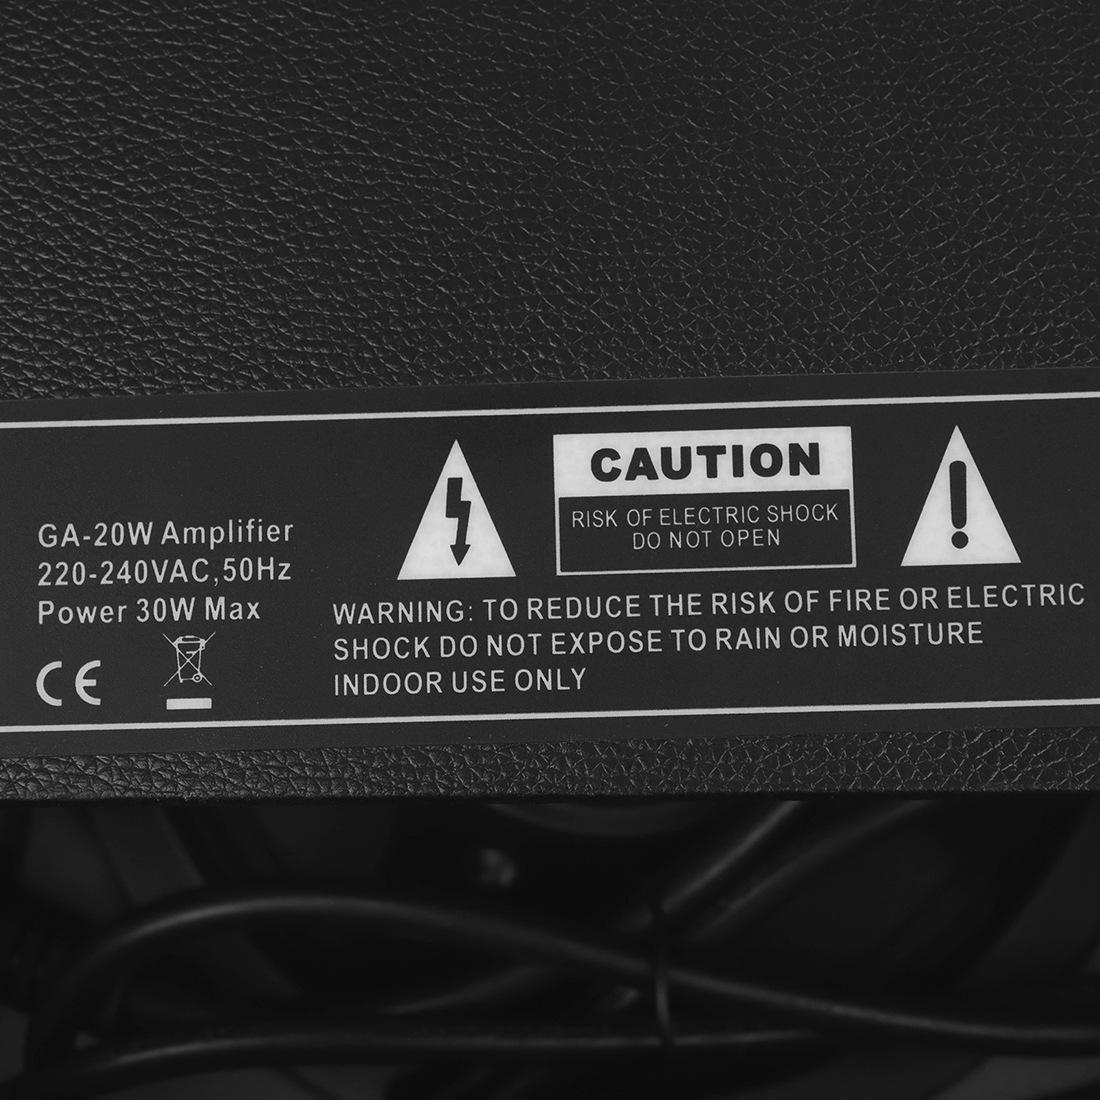 GA-20W Amplifier
220-240VAC,50Hz
Power 30W Max
CE
CAUTION
RISK OF ELECTRIC SHOCK
DO NOT OPEN
WARNING: TO REDUCE THE RISK OF FIRE OR ELECTRIC
SHOCK DO NOT EXPOSE TO RAIN OR MOISTURE
INDOOR USE ONLY